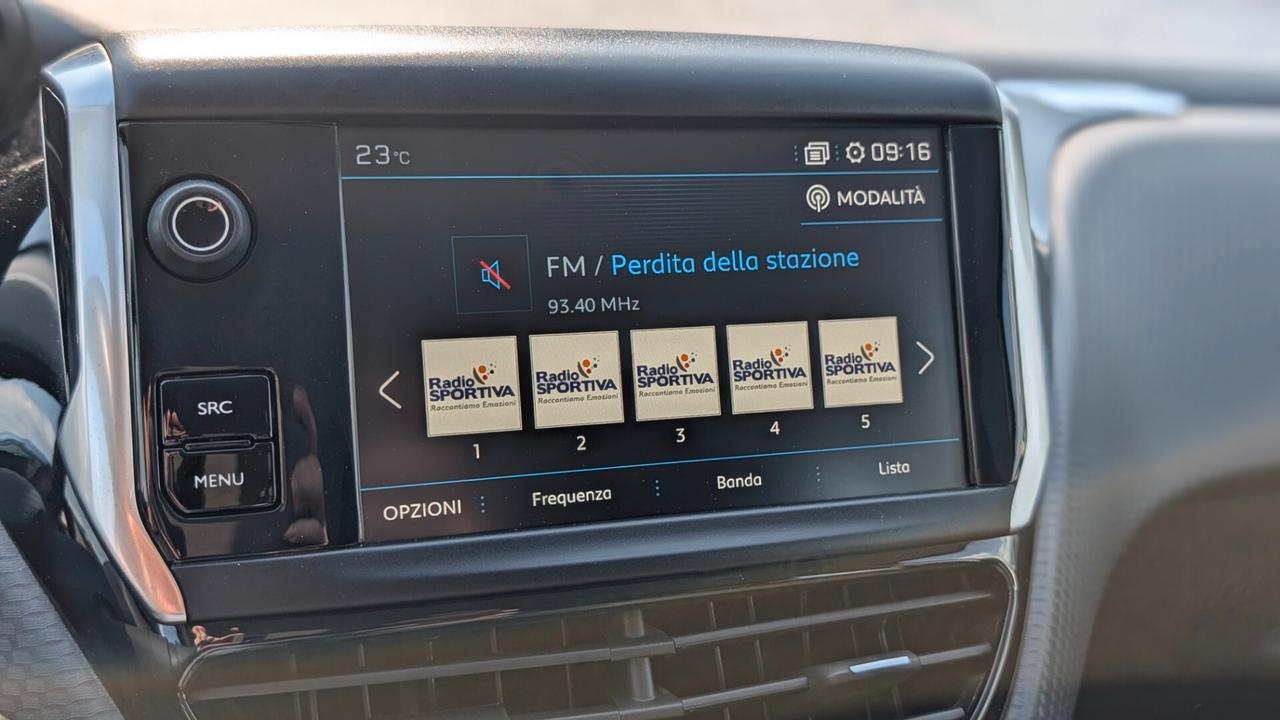 23°C
09:16
MODALITÀ
FM / Perdita della stazione
93.40 MHz
Radio SPORTIVA
Raccontiamo Emozioni
Radio SPORTIVA
Raccontiamo Emozioni
Radio SPORTIVA
Raccontiamo Emozioni
Radio SPORTIVA
Raccontiamo Emozioni
Radio SPORTIVA
Raccontiamo Emozioni
1 2 3 4 5
SRC
MENU
OPZIONI Frequenza Banda Lista